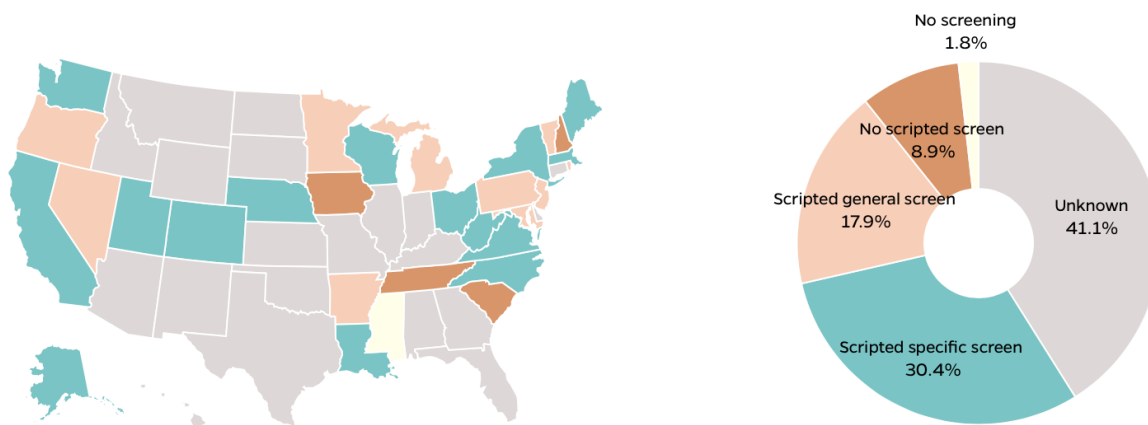 No screening
1.8%
No scripted screen
8.9%
Scripted general screen
17.9%
Unknown
41.1%
Scripted specific screen
30.4%